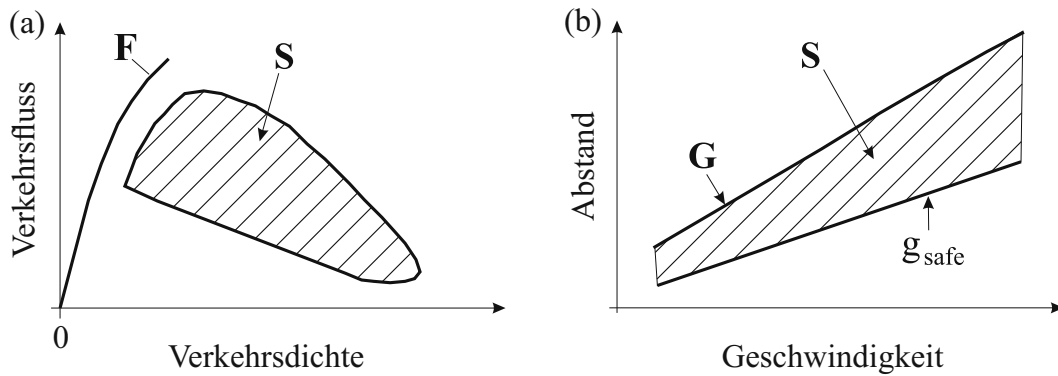 (a)
F
S
Verkehrsfluss
0
Verkehrsdichte
(b)
S
G
Abstand
g safe
Geschwindigkeit